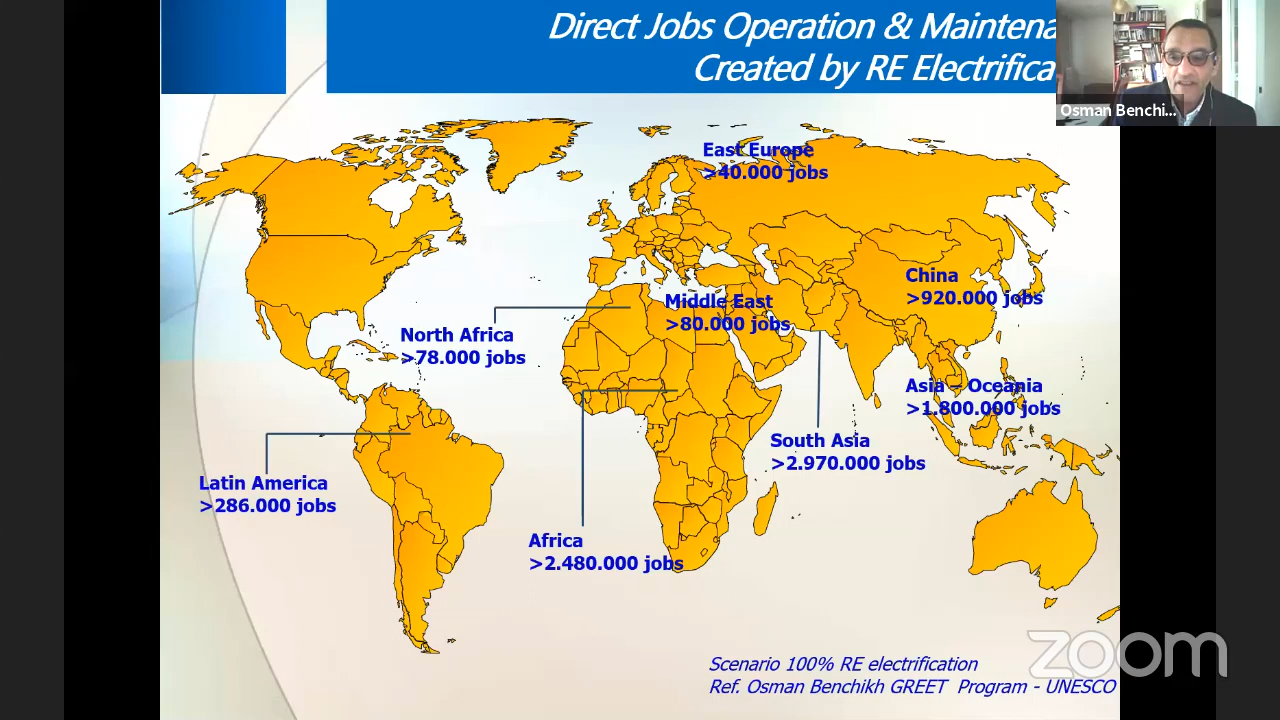 Direct Jobs Operation & Maintena
Created by RE Electrifica
Osman Benchi...
East Europe
>40.000 jobs
China
>920.000 jobs
Middle East
>80.000 jobs
North Africa
>78.000 jobs
Asia – Oceania
>1.800.000 jobs
South Asia
>2.970.000 jobs
Latin America
>286.000 jobs
Africa
>2.480.000 jobs
Scenario 100% RE electrification
Ref. Osman Benchikh GREET Program - UNESCO
zoom